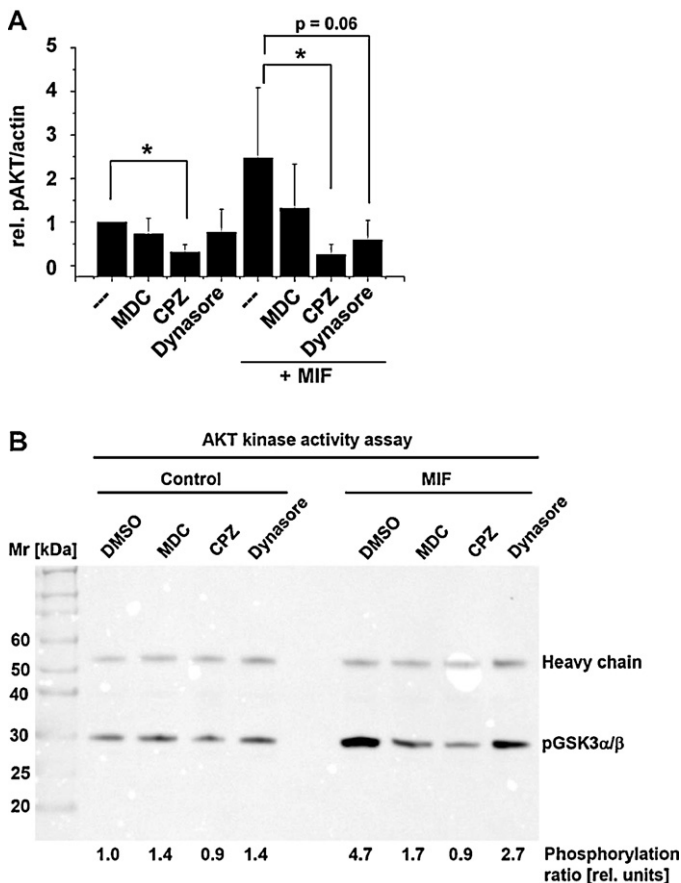 A
p = 0.06
*
*
rel. pAKT/actin
5
4
3
2
1
0
---
MDC
CPZ
Dynasore
---
MDC
CPZ
Dynasore
+ MIF
B
AKT kinase activity assay
Control
MIF
DMSO
MDC
CPZ
Dynasore
DMSO
MDC
CPZ
Dynasore
Mr [kDa]
60
50
40
30
25
20
Heavy chain
pGSK3α/β
1.0 1.4 0.9 1.4 4.7 1.7 0.9 2.7
Phosphorylation
ratio [rel. units]